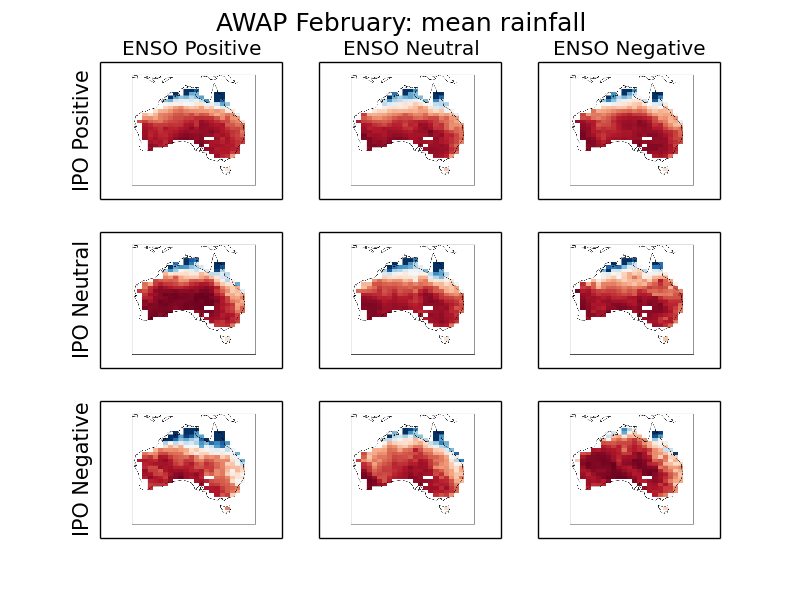 AWAP February: mean rainfall
ENSO Positive ENSO Neutral ENSO Negative
IPO Positive
IPO Neutral
IPO Negative